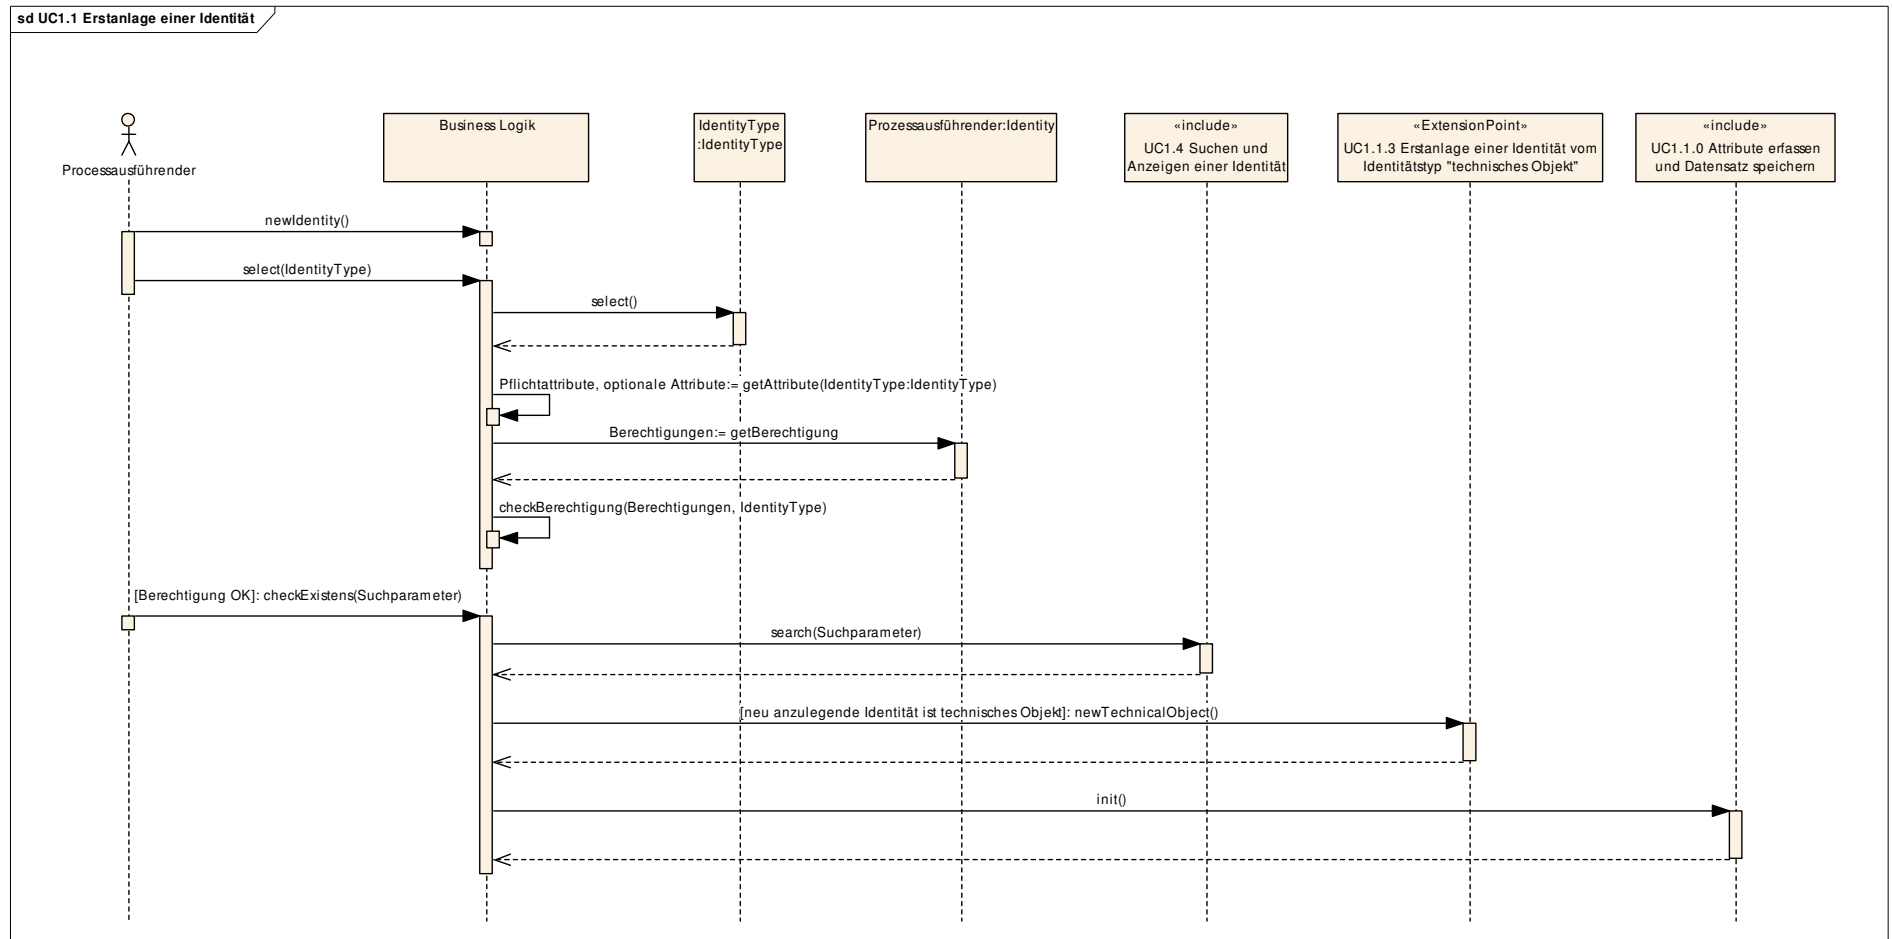 sd UC1.1 Erstanlage einer Identität
Processausführender
Business Logik
IdentityType
:IdentityType
Prozessausführender:Identity
«include»
UC1.4 Suchen und
Anzeigen einer Identität
«ExtensionPoint»
UC1.1.3 Erstanlage einer Identität vom
Identitätstyp "technisches Objekt"
«include»
UC1.1.0 Attribute erfassen
und Datensatz speichern
newIdentity()
select(IdentityType)
select()
Pflichtattribute, optionale Attribute:= getAttribute(IdentityType:IdentityType)
Berechtigungen:= getBerechtigung
checkBerechtigung(Berechtigungen, IdentityType)
[Berechtigung OK]: checkExistens(Suchparameter)
search(Suchparameter)
[neu anzulegende Identität ist technisches Objekt]: newTechnicalObject()
init()